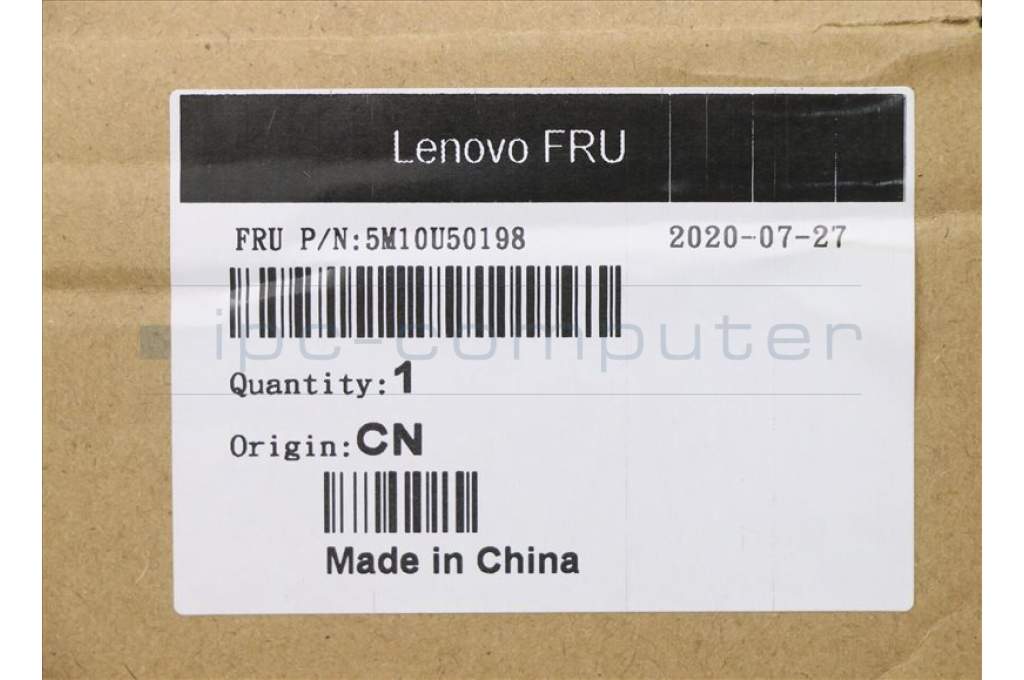 Lenovo FRU
FRU P/N:5M10U50198 2020-07-27
ipc-computer
Quantity:1
Origin:CN
Made in China